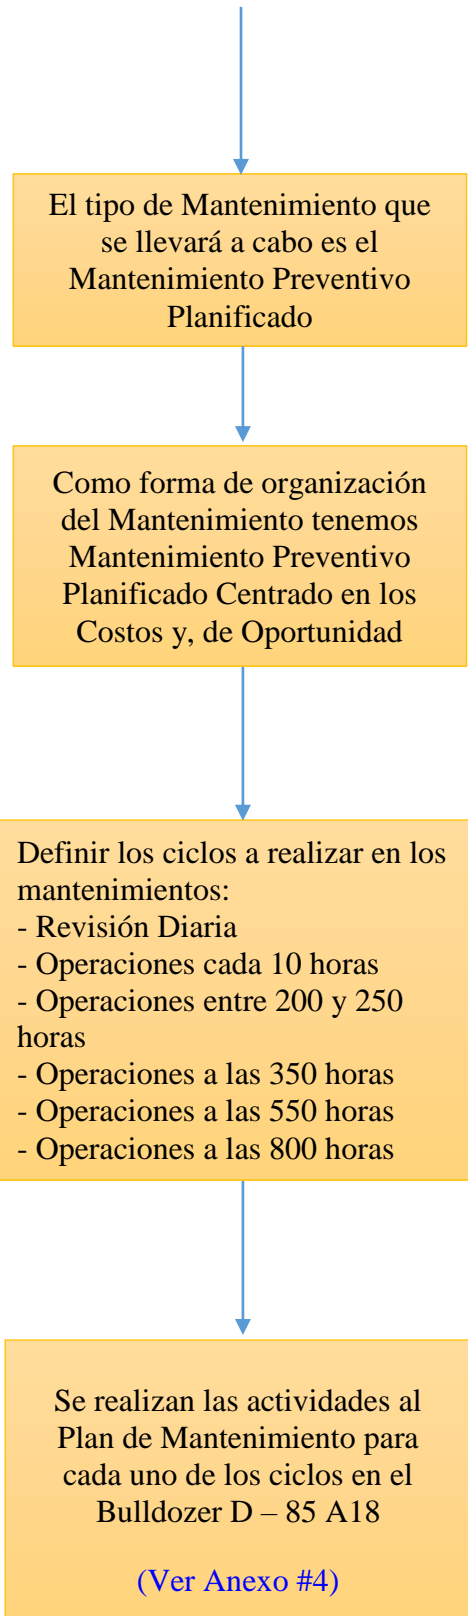 El tipo de Mantenimiento que
se llevará a cabo es el
Mantenimiento Preventivo
Planificado
Como forma de organización
del Mantenimiento tenemos
Mantenimiento Preventivo
Planificado Centrado en los
Costos y, de Oportunidad
Definir los ciclos a realizar en los
mantenimientos:
- Revisión Diaria
- Operaciones cada 10 horas
- Operaciones entre 200 y 250
horas
- Operaciones a las 350 horas
- Operaciones a las 550 horas
- Operaciones a las 800 horas
Se realizan las actividades al
Plan de Mantenimiento para
cada uno de los ciclos en el
Bulldozer D – 85 A18
(Ver Anexo #4)